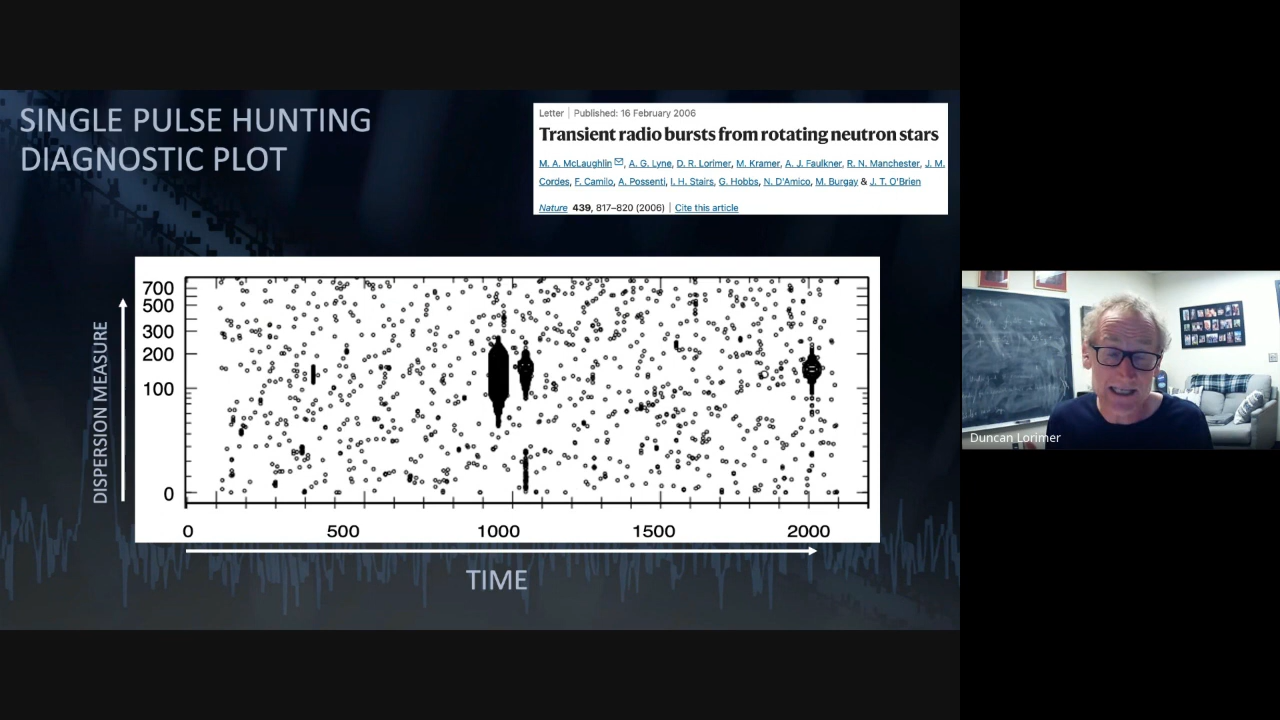 SINGLE PULSE HUNTING
DIAGNOSTIC PLOT
Letter | Published: 16 February 2006
Transient radio bursts from rotating neutron stars
M. A. McLaughlin, A. G. Lyne, D. R. Lorimer, M. Kramer, A. J. Faulkner, R. N. Manchester, J. M.
Cordes, F. Camilo, A. Possenti, I. H. Stairs, G. Hobbs, N. D'Amico, M. Burgay & J. T. O'Brien
Nature 439, 817–820 (2006) | Cite this article
DISPERSION MEASURE
700
500
300
200
100
0
0 500 1000 1500 2000
TIME
Duncan Lorimer